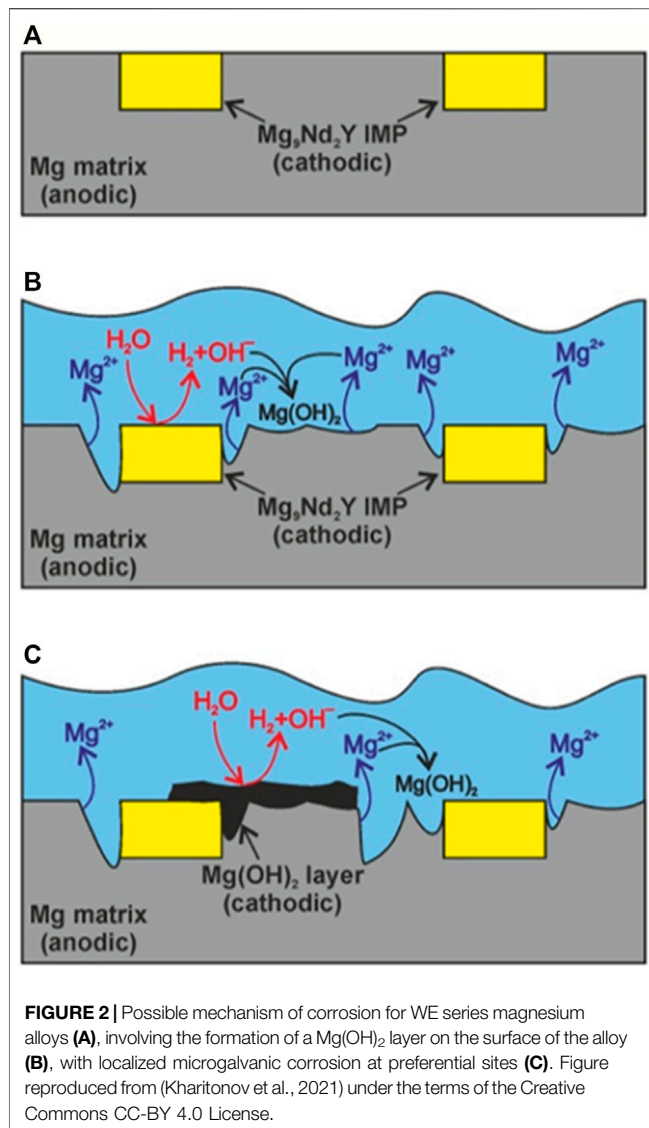 A
Mg₉Nd₂Y IMP
(cathodic)
Mg matrix
(anodic)
B
H₂O
H₂+OH⁻
Mg²⁺
Mg²⁺
Mg²⁺
Mg²⁺
Mg²⁺
Mg(OH)₂
Mg₉Nd₂Y IMP
(cathodic)
Mg matrix
(anodic)
C
H₂O
H₂+OH⁻
Mg²⁺
Mg²⁺
Mg²⁺
Mg(OH)₂
Mg(OH)₂ layer
(cathodic)
Mg matrix
(anodic)
FIGURE 2 | Possible mechanism of corrosion for WE series magnesium
alloys (A), involving the formation of a Mg(OH)₂ layer on the surface of the alloy
(B), with localized microgalvanic corrosion at preferential sites (C). Figure
reproduced from (Kharitonov et al., 2021) under the terms of the Creative
Commons CC-BY 4.0 License.